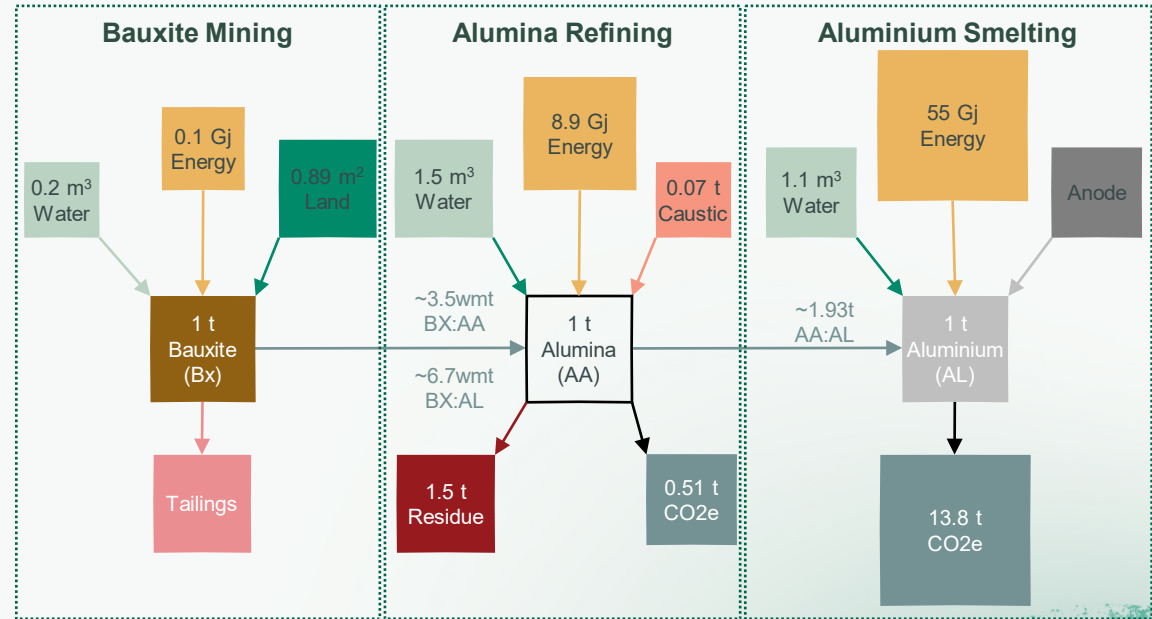 Bauxite Mining
0.1 Gj
Energy
0.2 m³
Water
0.89 m²
Land
1 t
Bauxite
(Bx)
Tailings
~3.5wmt
BX:AA
~6.7wmt
BX:AL
Alumina Refining
8.9 Gj
Energy
1.5 m³
Water
0.07 t
Caustic
1 t
Alumina
(AA)
1.5 t
Residue
0.51 t
CO2e
~1.93t
AA:AL
Aluminium Smelting
55 Gj
Energy
1.1 m³
Water
Anode
1 t
Aluminium
(AL)
13.8 t
CO2e